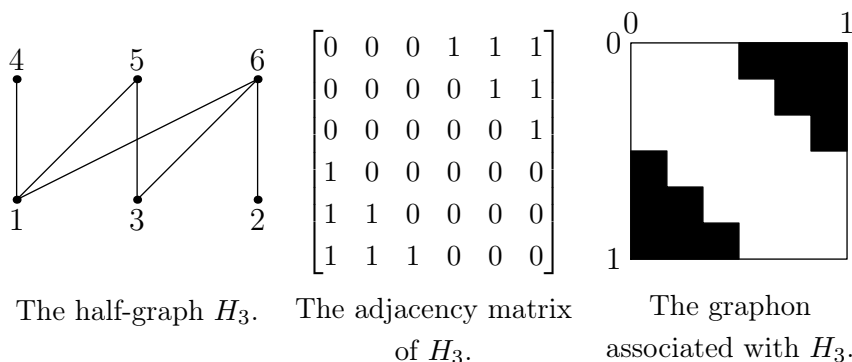 4 5 6
1 3 2
The half-graph H₃.
0 0 0 1 1 1
0 0 0 0 1 1
0 0 0 0 0 1
1 0 0 0 0 0
1 1 0 0 0 0
1 1 1 0 0 0
The adjacency matrix
of H₃.
0 1
0
1
The graphon
associated with H₃.